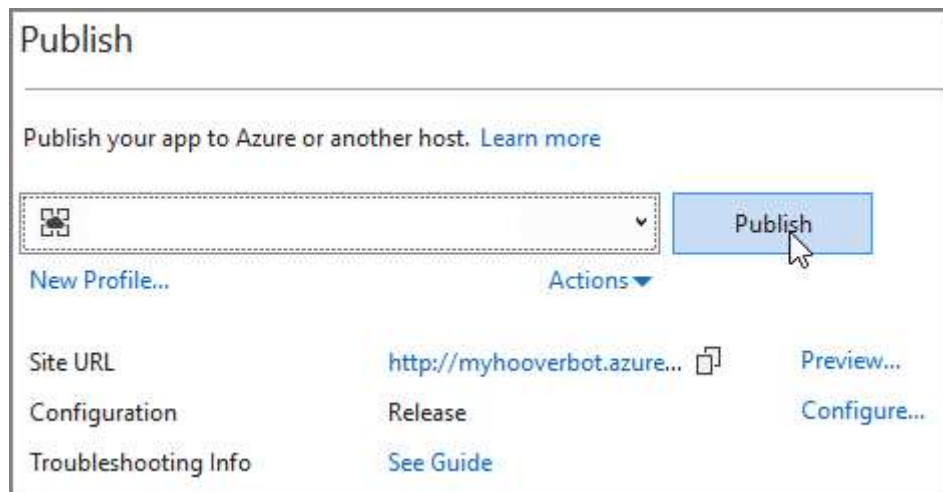 Publish
Publish your app to Azure or another host. Learn more
Publish
New Profile... Actions
Site URL http://myhooverbot.azure... Preview...
Configuration Release Configure...
Troubleshooting Info See Guide